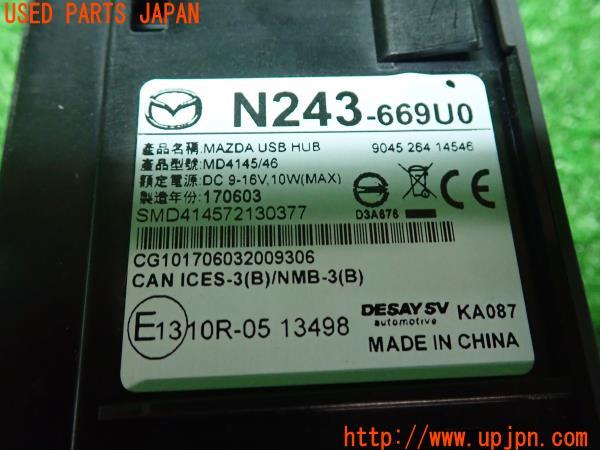 USED PARTS JAPAN
N243-669U0
產品名稱:MAZDA USB HUB
9045 264 14546
產品型號:MD4145/46
額定電源:DC 9-16V,10W(MAX)
製造年份:170603
SMD414572130377
D3A676
CG101706032009306
CAN ICES-3(B)/NMB-3(B)
E13 10R-05 13498
DESAY SV KA087
automotive
MADE IN CHINA
http://www.upjpn.com